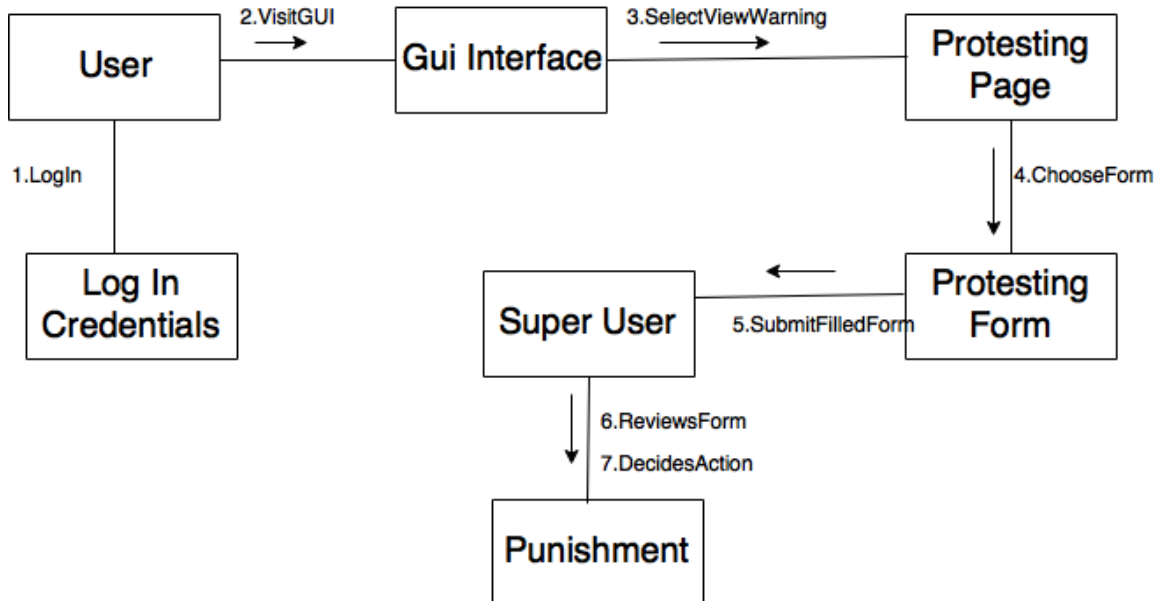 2.VisitGUI
3.SelectViewWarning
User
Gui Interface
Protesting
Page
1.LogIn
4.ChooseForm
Log In
Credentials
Super User
Protesting
Form
5.SubmitFilledForm
6.ReviewsForm
7.DecidesAction
Punishment